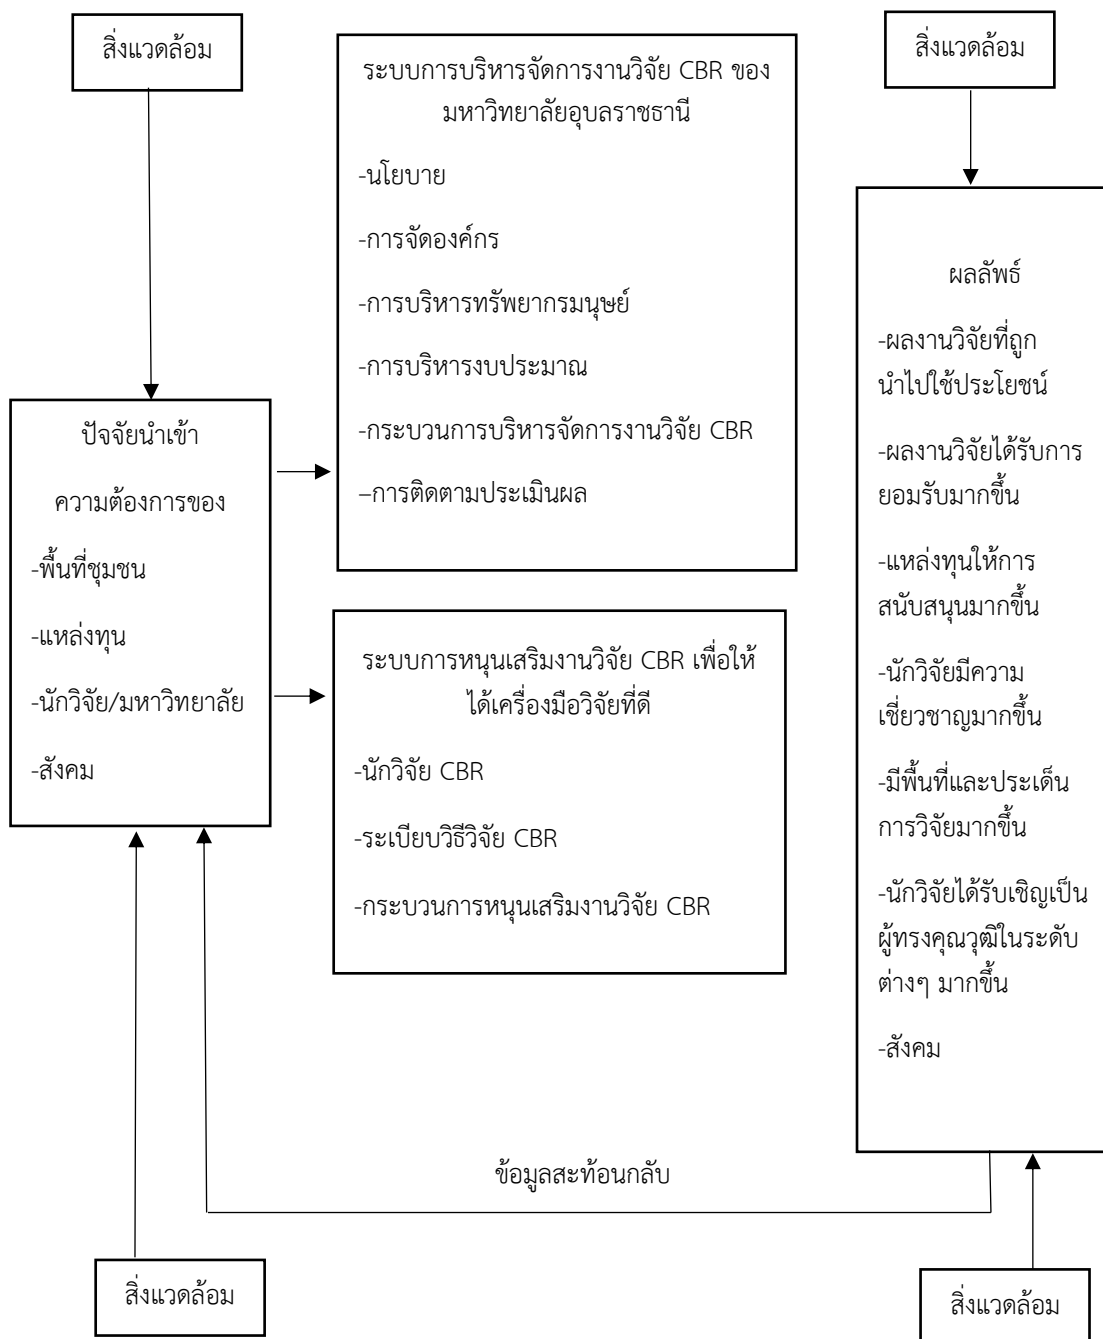 สิ่งแวดล้อม
ระบบการบริหารจัดการงานวิจัย CBR ของ
มหาวิทยาลัยอุบลราชธานี
-นโยบาย
-การจัดองค์กร
-การบริหารทรัพยากรมนุษย์
-การบริหารงบประมาณ
-กระบวนการบริหารจัดการงานวิจัย CBR
–การติดตามประเมินผล
สิ่งแวดล้อม
ปัจจัยนำเข้า
ความต้องการของ
-พื้นที่ชุมชน
-แหล่งทุน
-นักวิจัย/มหาวิทยาลัย
-สังคม
ระบบการหนุนเสริมงานวิจัย CBR เพื่อให้
ได้เครื่องมือวิจัยที่ดี
-นักวิจัย CBR
-ระเบียบวิธีวิจัย CBR
-กระบวนการหนุนเสริมงานวิจัย CBR
ผลลัพธ์
-ผลงานวิจัยที่ถูก
นำไปใช้ประโยชน์
-ผลงานวิจัยได้รับการ
ยอมรับมากขึ้น
-แหล่งทุนให้การ
สนับสนุนมากขึ้น
-นักวิจัยมีความ
เชี่ยวชาญมากขึ้น
-มีพื้นที่และประเด็น
การวิจัยมากขึ้น
-นักวิจัยได้รับเชิญเป็น
ผู้ทรงคุณวุฒิในระดับ
ต่างๆ มากขึ้น
-สังคม
ข้อมูลสะท้อนกลับ
สิ่งแวดล้อม
สิ่งแวดล้อม